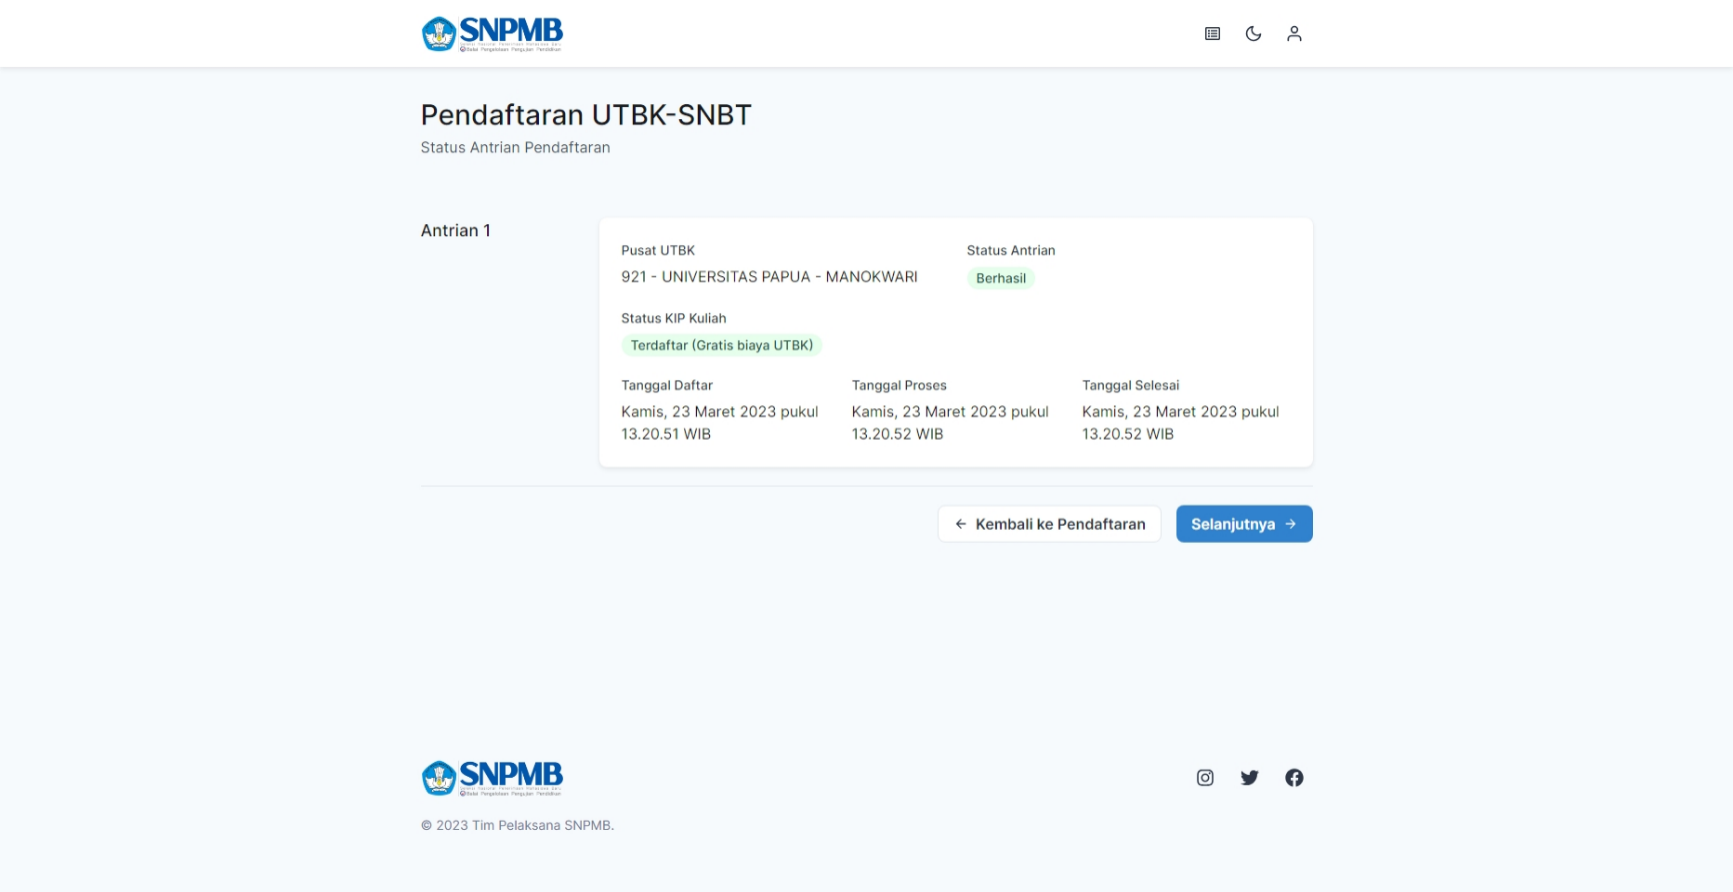 SNPMB
Pendaftaran UTBK-SNBT
Status Antrian Pendaftaran
Antrian 1
Pusat UTBK
921 - UNIVERSITAS PAPUA - MANOKWARI
Status Antrian
Berhasil
Status KIP Kuliah
Terdaftar (Gratis biaya UTBK)
Tanggal Daftar
Kamis, 23 Maret 2023 pukul
13.20.51 WIB
Tanggal Proses
Kamis, 23 Maret 2023 pukul
13.20.52 WIB
Tanggal Selesai
Kamis, 23 Maret 2023 pukul
13.20.52 WIB
Kembali ke Pendaftaran
Selanjutnya
SNPMB
© 2023 Tim Pelaksana SNPMB.